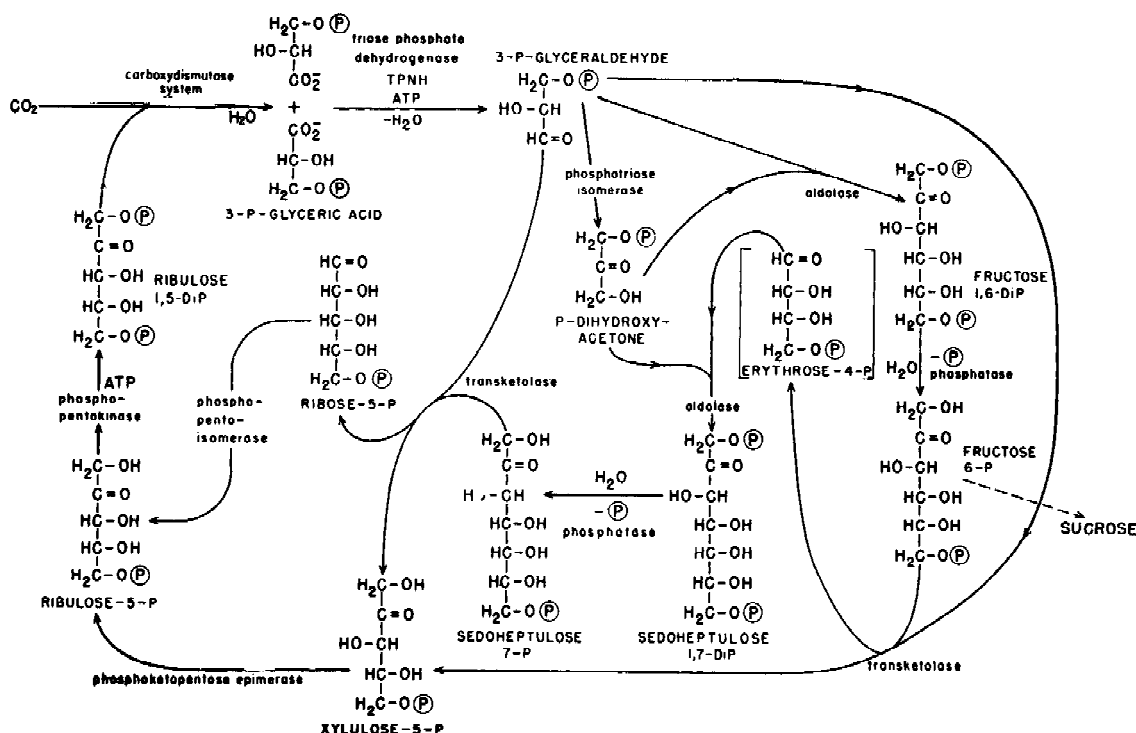 CO₂
carboxydismutase
system
H₂O
H₂C–O Ⓟ
HO–CH
CO₂⁻
+
CO₂⁻
HC–OH
H₂C–O Ⓟ
3-P-GLYCERIC ACID
triose phosphate
dehydrogenase
TPNH
ATP
–H₂O
3-P-GLYCERALDEHYDE
H₂C–O Ⓟ
HO–CH
HC=O
phosphotriose
isomerase
H₂C–O Ⓟ
C=O
H₂C–OH
P-DIHYDROXY-
ACETONE
aldolase
H₂C–O Ⓟ
C=O
HO–CH
HC–OH
HC–OH
H₂C–O Ⓟ
FRUCTOSE
1,6-DiP
H₂O
–Ⓟ
phosphatase
H₂C–OH
C=O
HO–CH
HC–OH
HC–OH
H₂C–O Ⓟ
FRUCTOSE
6-P
SUCROSE
HC=O
HC–OH
HC–OH
H₂C–O Ⓟ
ERYTHROSE-4-P
aldolase
H₂C–O Ⓟ
C=O
HO–CH
HC–OH
HC–OH
HC–OH
H₂C–O Ⓟ
SEDOHEPTULOSE
1,7-DiP
H₂O
–Ⓟ
phosphatase
H₂C–OH
C=O
HC–OH
HC–OH
HC–OH
H₂C–O Ⓟ
SEDOHEPTULOSE
7-P
transketolase
transketolase
HC=O
HC–OH
HC–OH
HC–OH
H₂C–O Ⓟ
RIBOSE-5-P
phospho-
pento-
isomerase
H₂C–O Ⓟ
C=O
HC–OH
HC–OH
H₂C–O Ⓟ
RIBULOSE
1,5-DiP
ATP
phospho-
pentokinase
H₂C–OH
C=O
HC–OH
HC–OH
H₂C–O Ⓟ
RIBULOSE-5-P
phosphoketopentose epimerase
H₂C–OH
C=O
HO–CH
HC–OH
H₂C–O Ⓟ
XYLULOSE-5-P